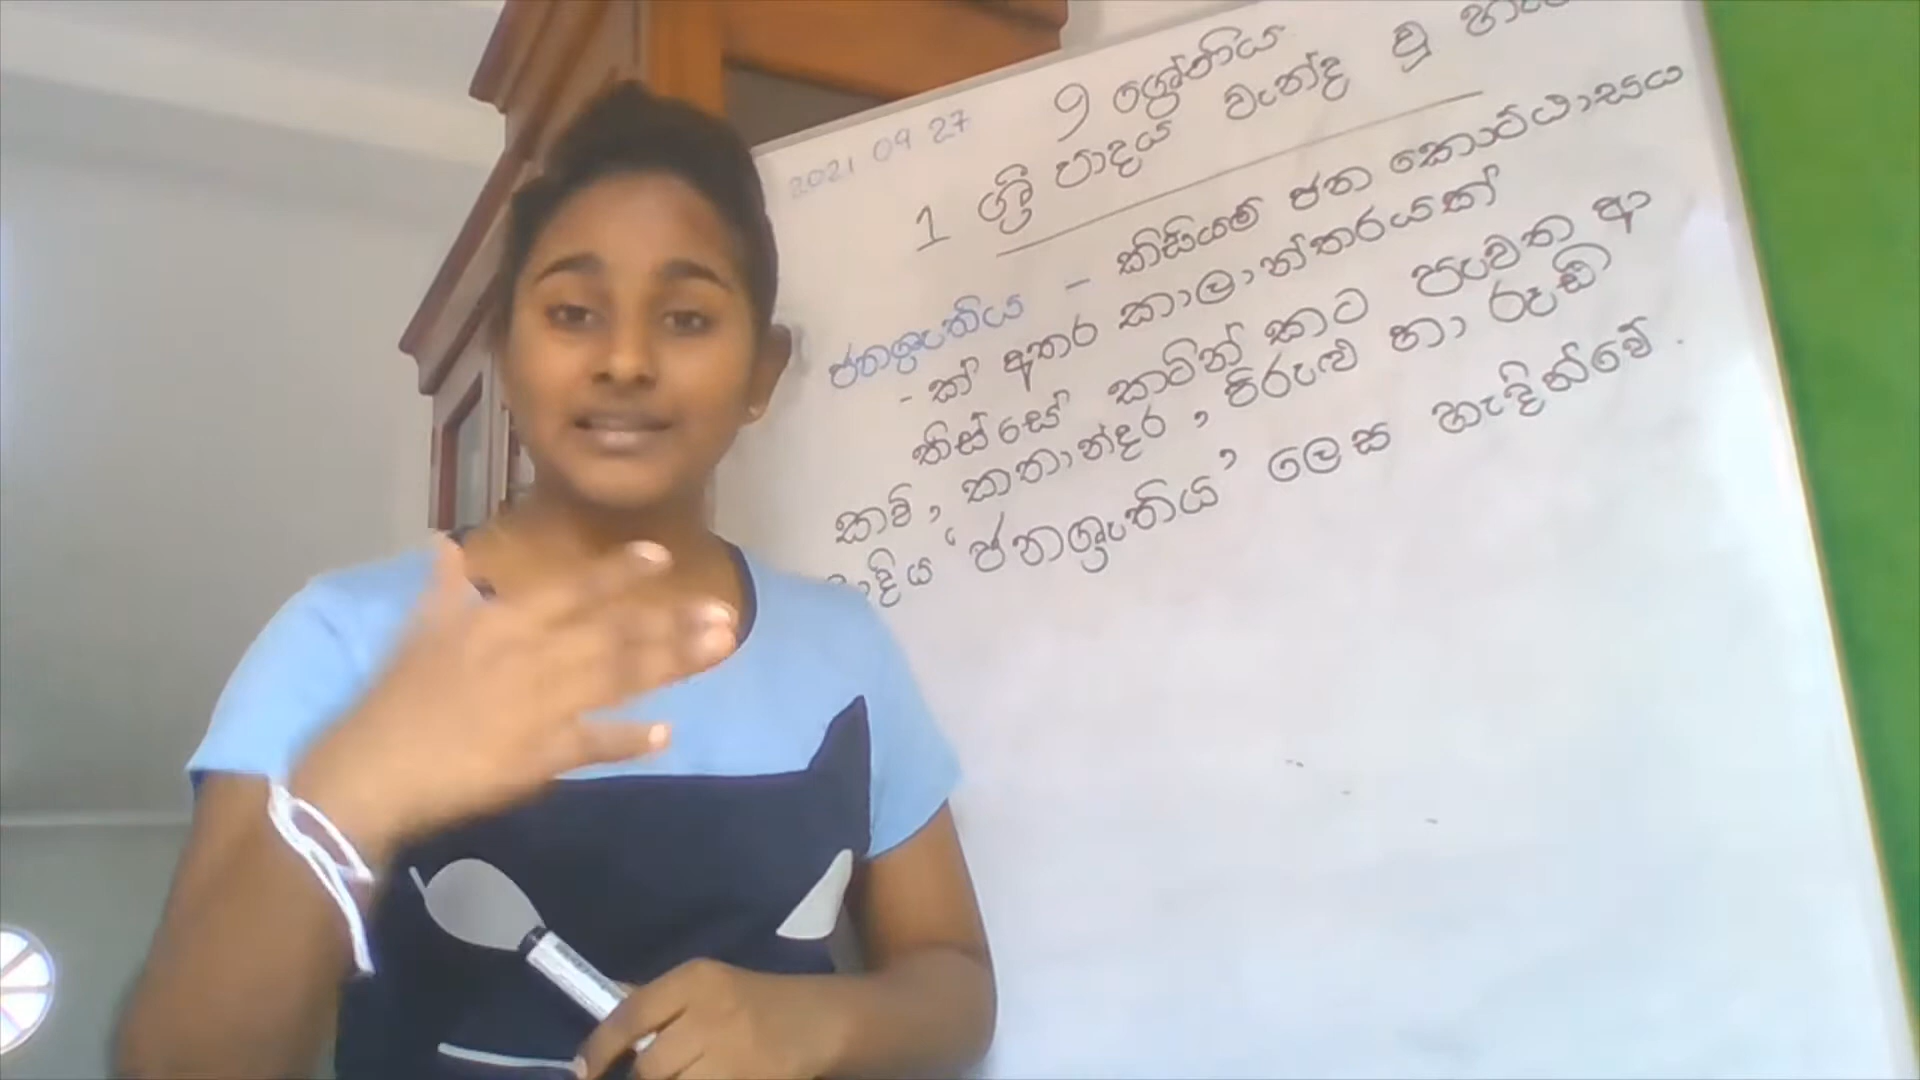 2021 09 27
9 ශ්‍රේණිය
1 ශ්‍රී පාදය වැන්ද වූ
ජනශ්‍රැතිය - කිසියම් ජන කොට්ඨාසය
- ක් අතර කාලාන්තරයක්
තිස්සේ කටින් කට පැවත ආ
කවි, කතාන්දර, පිරුළු හා රූඪි
ආදිය 'ජනශ්‍රැතිය' ලෙස හැඳින්වේ.